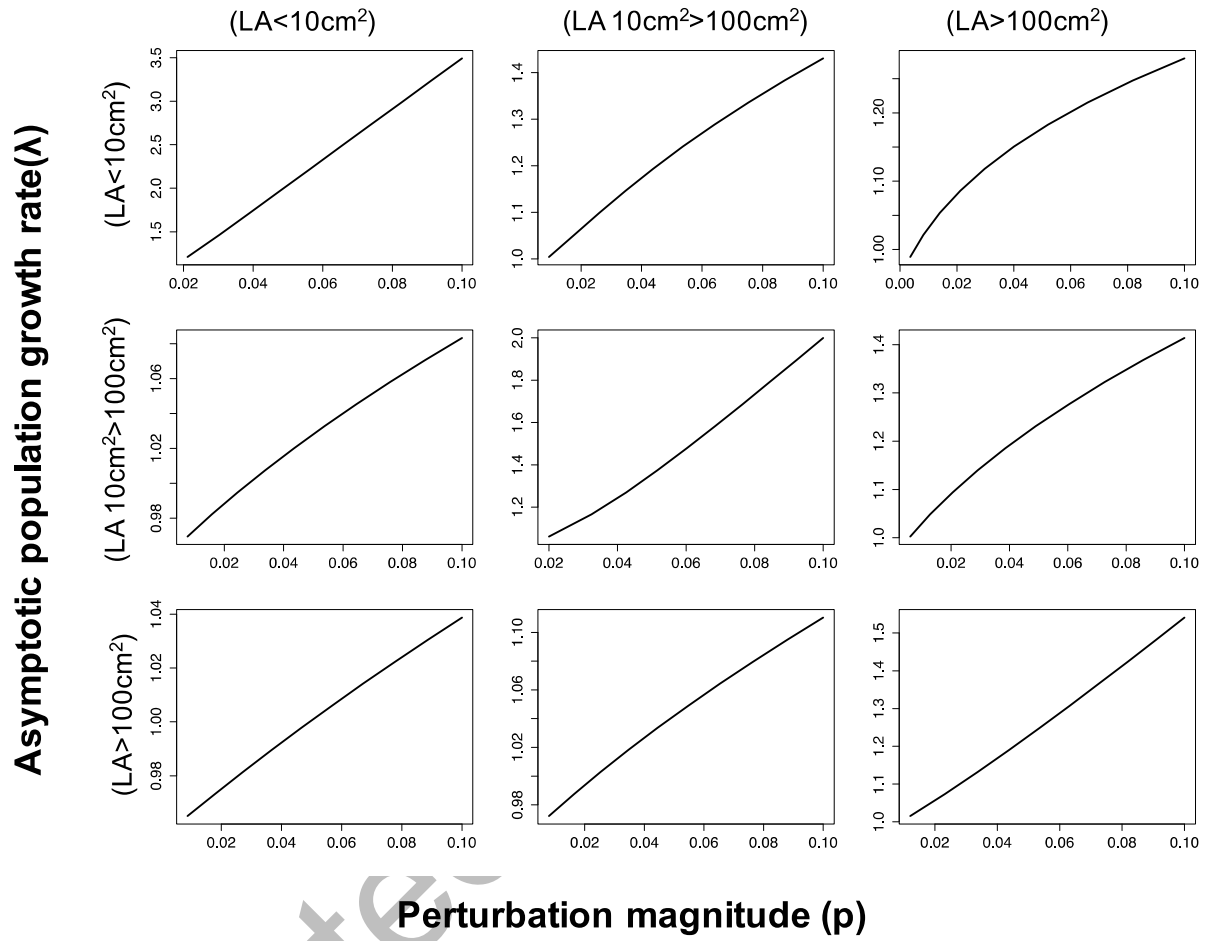 (LA<10cm²) (LA 10cm²>100cm²) (LA>100cm²)
Asymptotic population growth rate(λ)
(LA<10cm²)
3.5
3.0
2.5
2.0
1.5
0.02 0.04 0.06 0.08 0.10
1.4
1.3
1.2
1.1
1.0
0.02 0.04 0.06 0.08 0.10
1.20
1.10
1.00
0.00 0.02 0.04 0.06 0.08 0.10
(LA 10cm²>100cm²)
1.06
1.02
0.98
0.02 0.04 0.06 0.08 0.10
2.0
1.8
1.6
1.4
1.2
0.02 0.04 0.06 0.08 0.10
1.4
1.3
1.2
1.1
1.0
0.02 0.04 0.06 0.08 0.10
(LA>100cm²)
1.04
1.02
1.00
0.98
0.02 0.04 0.06 0.08 0.10
1.10
1.06
1.02
0.98
0.02 0.04 0.06 0.08 0.10
1.5
1.4
1.3
1.2
1.1
1.0
0.02 0.04 0.06 0.08 0.10
Perturbation magnitude (p)